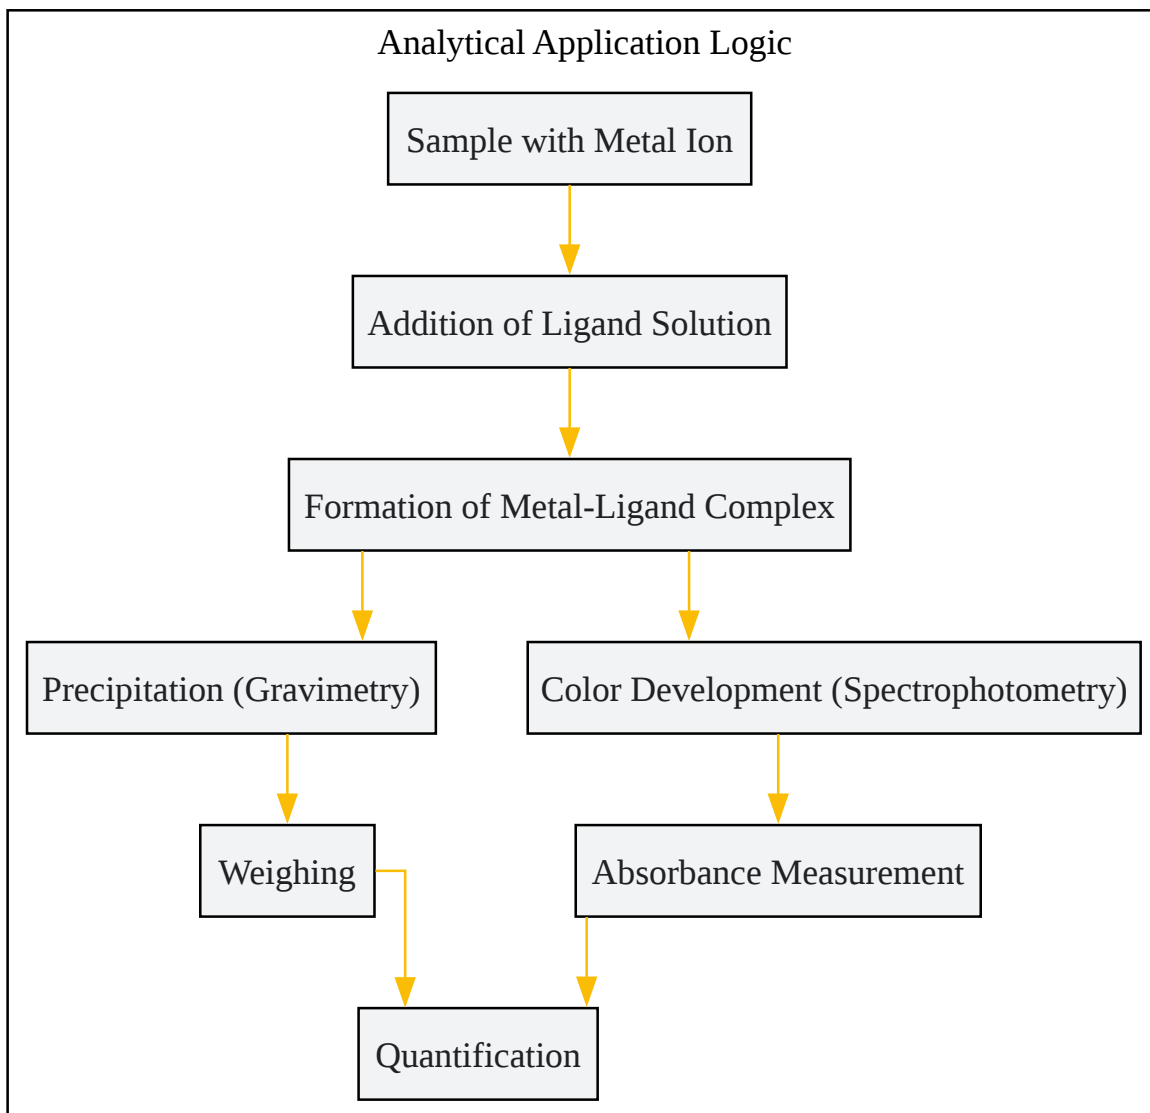 Analytical Application Logic
Sample with Metal Ion
Addition of Ligand Solution
Formation of Metal-Ligand Complex
Precipitation (Gravimetry)
Color Development (Spectrophotometry)
Weighing
Absorbance Measurement
Quantification